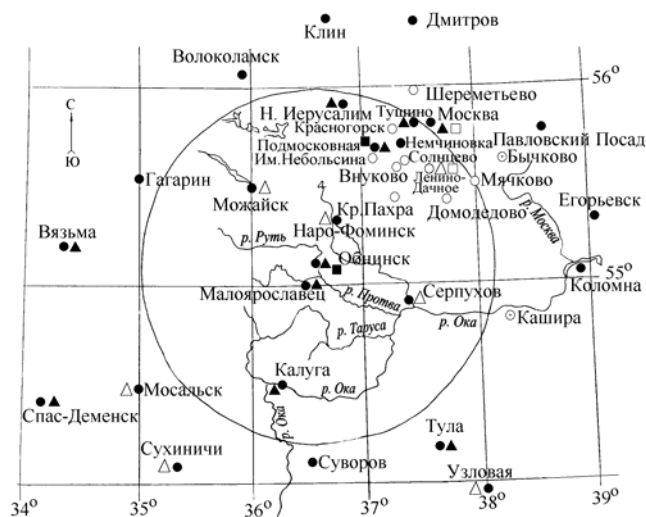 Клин
Дмитров
Волоколамск
56°
Шереметьево
С
Н. Иерусалим
Тушино
Москва
Красногорск
Павловский Посад
Подмосковная
Немчиновка
Бычково
Ю
Им.Небольсина
Солнцево
Гагарин
Внуково
Ленино-
Дачное
Мячково
Можайск
Домодедово
р. Москва
Егорьевск
Кр.Пахра
Вязьма
Наро-Фоминск
р. Руть
Обнинск
55°
Коломна
Малоярославец
р. Протва
Серпухов
р. Ока
Кашира
р. Таруса
Калуга
Мосальск
р. Ока
Спас-Деменск
р. Ока
Тула
Сухиничи
Суворов
Узловая
34°
35°
36°
37°
38°
39°